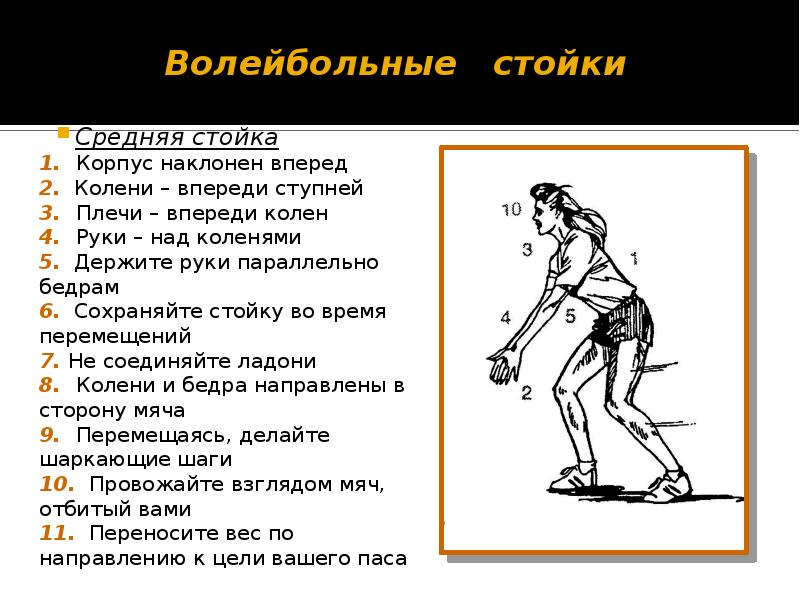 Волейбольные стойки
Средняя стойка
1. Корпус наклонен вперед
2. Колени – впереди ступней
3. Плечи – впереди колен
4. Руки – над коленями
5. Держите руки параллельно
бедрам
6. Сохраняйте стойку во время
перемещений
7. Не соединяйте ладони
8. Колени и бедра направлены в
сторону мяча
9. Перемещаясь, делайте
шаркающие шаги
10. Провожайте взглядом мяч,
отбитый вами
11. Переносите вес по
направлению к цели вашего паса
10
3
1
4
5
2